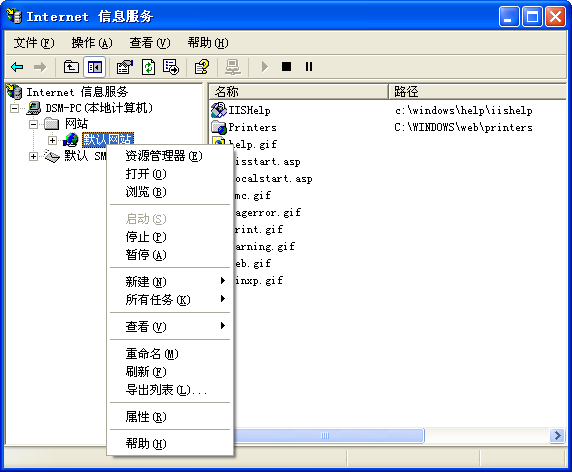 Internet 信息服务
文件(F) 操作(A) 查看(V) 帮助(H)
Internet 信息服务
DSM-PC(本地计算机)
网站
默认网站
默认 SM
名称 路径
IISHelp c:\windows\help\iishelp
Printers C:\WINDOWS\web\printers
help.gif
isstart.asp
ocalstart.asp
mc.gif
agerror.gif
rint.gif
arning.gif
eb.gif
inxp.gif
资源管理器(E)
打开(O)
浏览(B)
启动(S)
停止(P)
暂停(A)
新建(N)
所有任务(K)
查看(V)
重命名(M)
刷新(F)
导出列表(L)...
属性(R)
帮助(H)